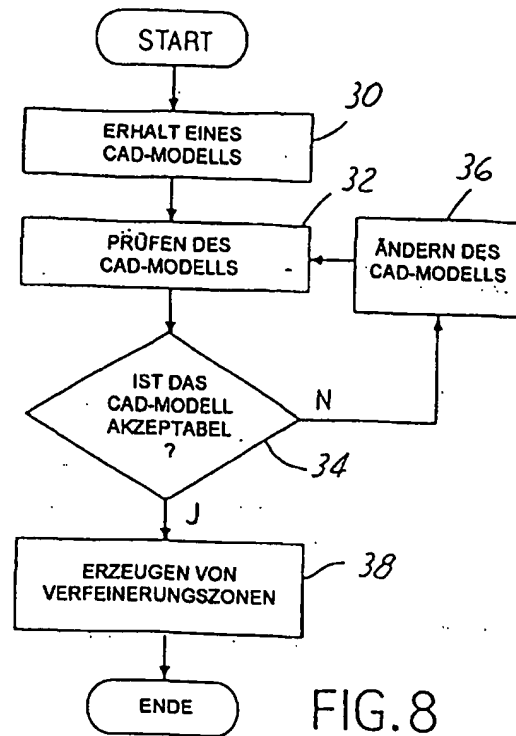 START
30
ERHALT EINES
CAD-MODELLS
32
36
PRÜFEN DES
CAD-MODELLS
ÄNDERN DES
CAD-MODELLS
IST DAS
CAD-MODELL
AKZEPTABEL
?
N
34
J
ERZEUGEN VON
VERFEINERUNGSZONEN
38
ENDE
FIG.8